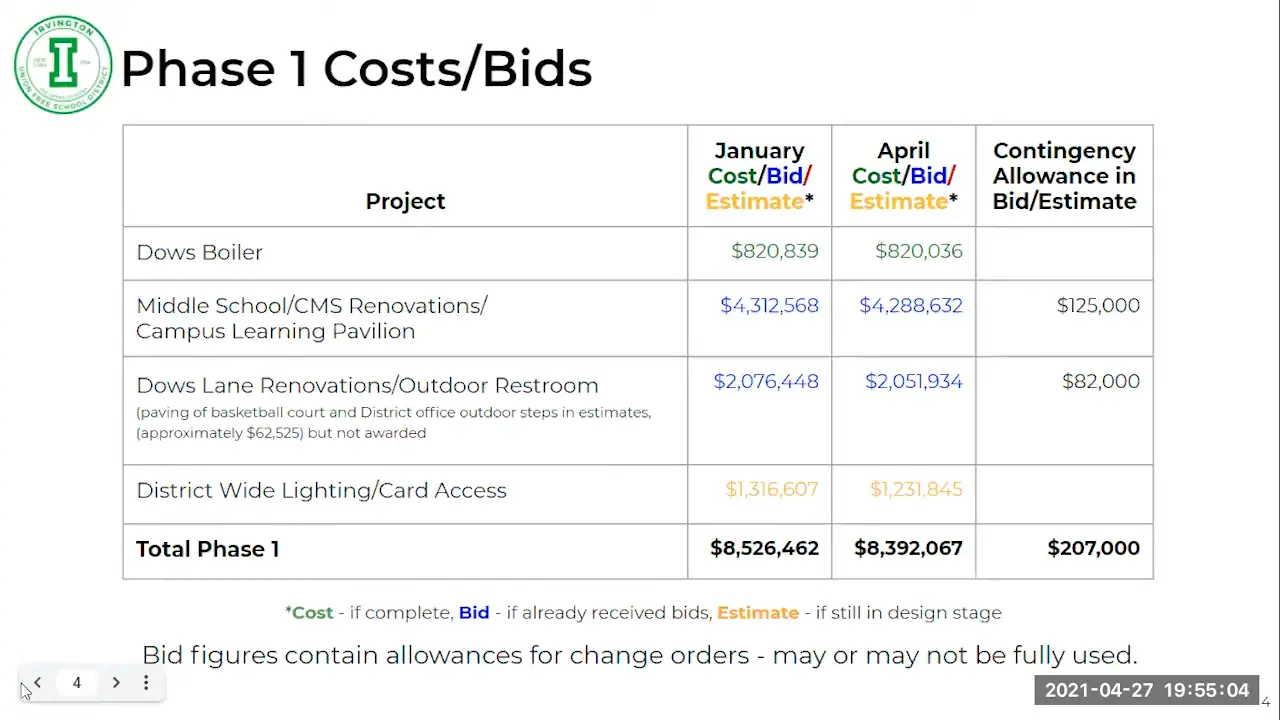 IRVINGTON
I
UNION FREE SCHOOL DISTRICT
Phase 1 Costs/Bids
Project
January
Cost/Bid/
Estimate*
April
Cost/Bid/
Estimate*
Contingency
Allowance in
Bid/Estimate
Dows Boiler
$820,839
$820,036
Middle School/CMS Renovations/
Campus Learning Pavilion
$4,312,568
$4,288,632
$125,000
Dows Lane Renovations/Outdoor Restroom
(paving of basketball court and District office outdoor steps in estimates,
(approximately $62,525) but not awarded
$2,076,448
$2,051,934
$82,000
District Wide Lighting/Card Access
$1,316,607
$1,231,845
Total Phase 1
$8,526,462
$8,392,067
$207,000
*Cost - if complete, Bid - if already received bids, Estimate - if still in design stage
Bid figures contain allowances for change orders - may or may not be fully used.
4
2021-04-27 19:55:04
4